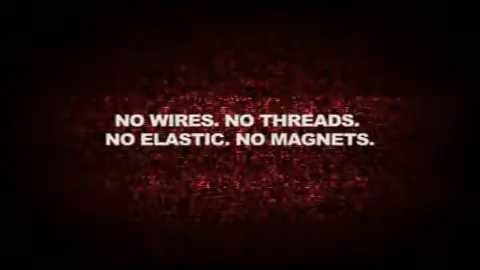 NO WIRES. NO THREADS.
NO ELASTIC. NO MAGNETS.